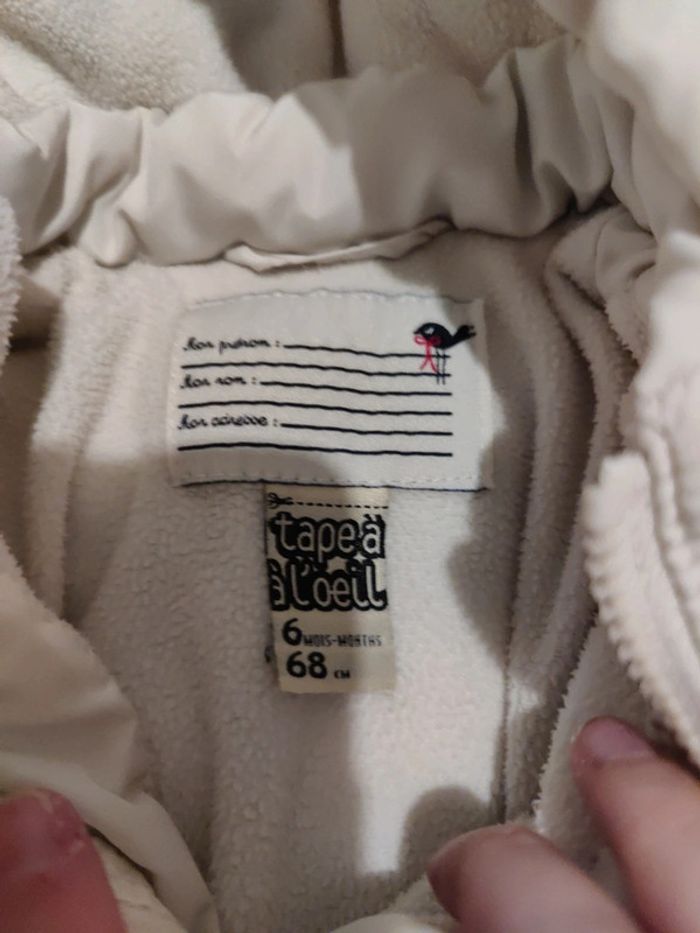 Mon prénom :
Mon nom :
Mon adresse :
tape à
à l'oeil
6 MOIS-MONTHS
68 CM